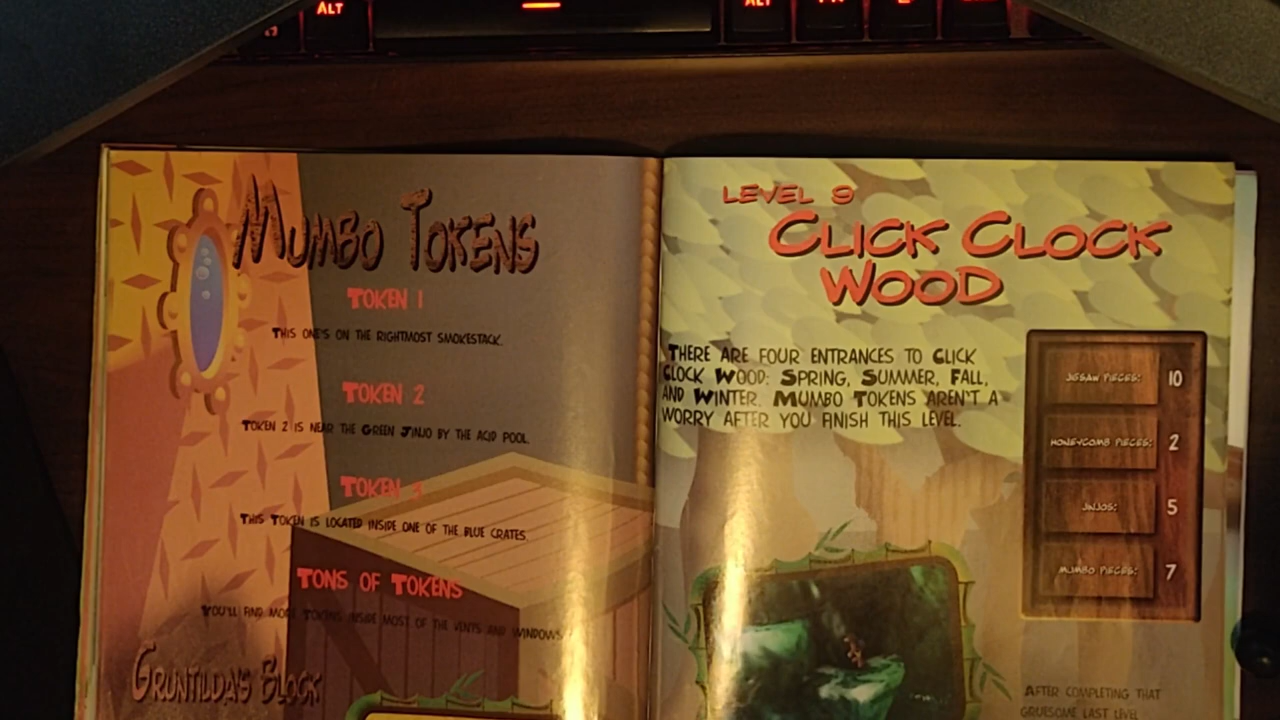 ALT
ALT
MUMBO TOKENS
TOKEN 1
THIS ONE'S ON THE RIGHTMOST SMOKESTACK.
TOKEN 2
TOKEN 2 IS NEAR THE GREEN JINJO BY THE ACID POOL.
TOKEN 3
THIS TOKEN IS LOCATED INSIDE ONE OF THE BLUE CRATES.
TONS OF TOKENS
YOU'LL FIND MORE TOKENS INSIDE MOST OF THE VENTS AND WINDOWS.
GRUNTILDA'S BLOCK
LEVEL 9
CLICK CLOCK
WOOD
THERE ARE FOUR ENTRANCES TO CLICK
CLOCK WOOD: SPRING, SUMMER, FALL,
AND WINTER. MUMBO TOKENS AREN'T A
WORRY AFTER YOU FINISH THIS LEVEL.
JIGSAW PIECES: 10
HONEYCOMB PIECES: 2
JINJOS: 5
MUMBO PIECES: 7
AFTER COMPLETING THAT
GRUESOME LAST LEVEL,